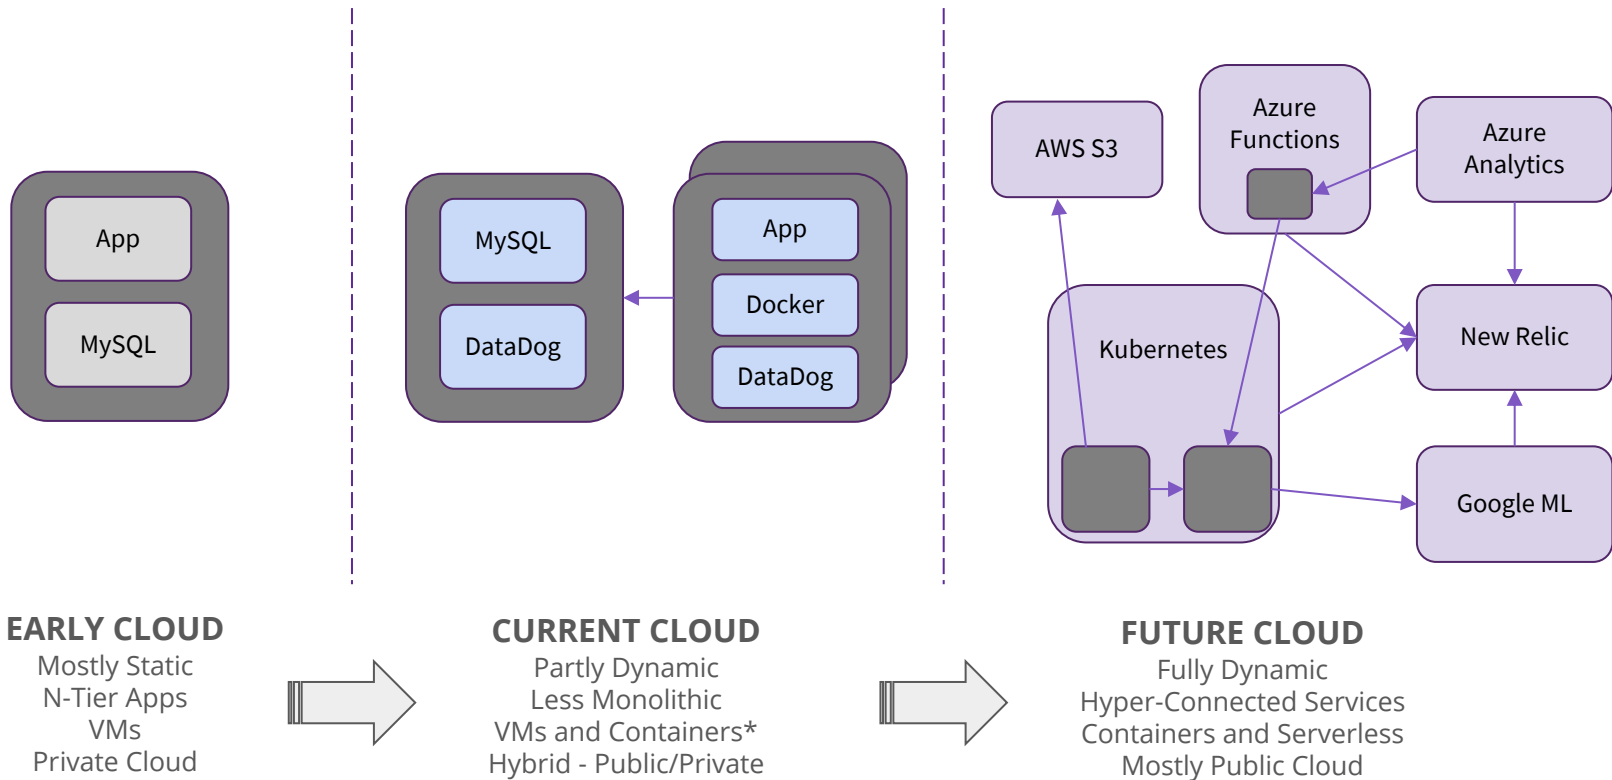 App
MySQL
MySQL
DataDog
App
Docker
DataDog
AWS S3
Azure
Functions
Azure
Analytics
Kubernetes
New Relic
Google ML
EARLY CLOUD
Mostly Static
N-Tier Apps
VMs
Private Cloud
CURRENT CLOUD
Partly Dynamic
Less Monolithic
VMs and Containers*
Hybrid - Public/Private
FUTURE CLOUD
Fully Dynamic
Hyper-Connected Services
Containers and Serverless
Mostly Public Cloud